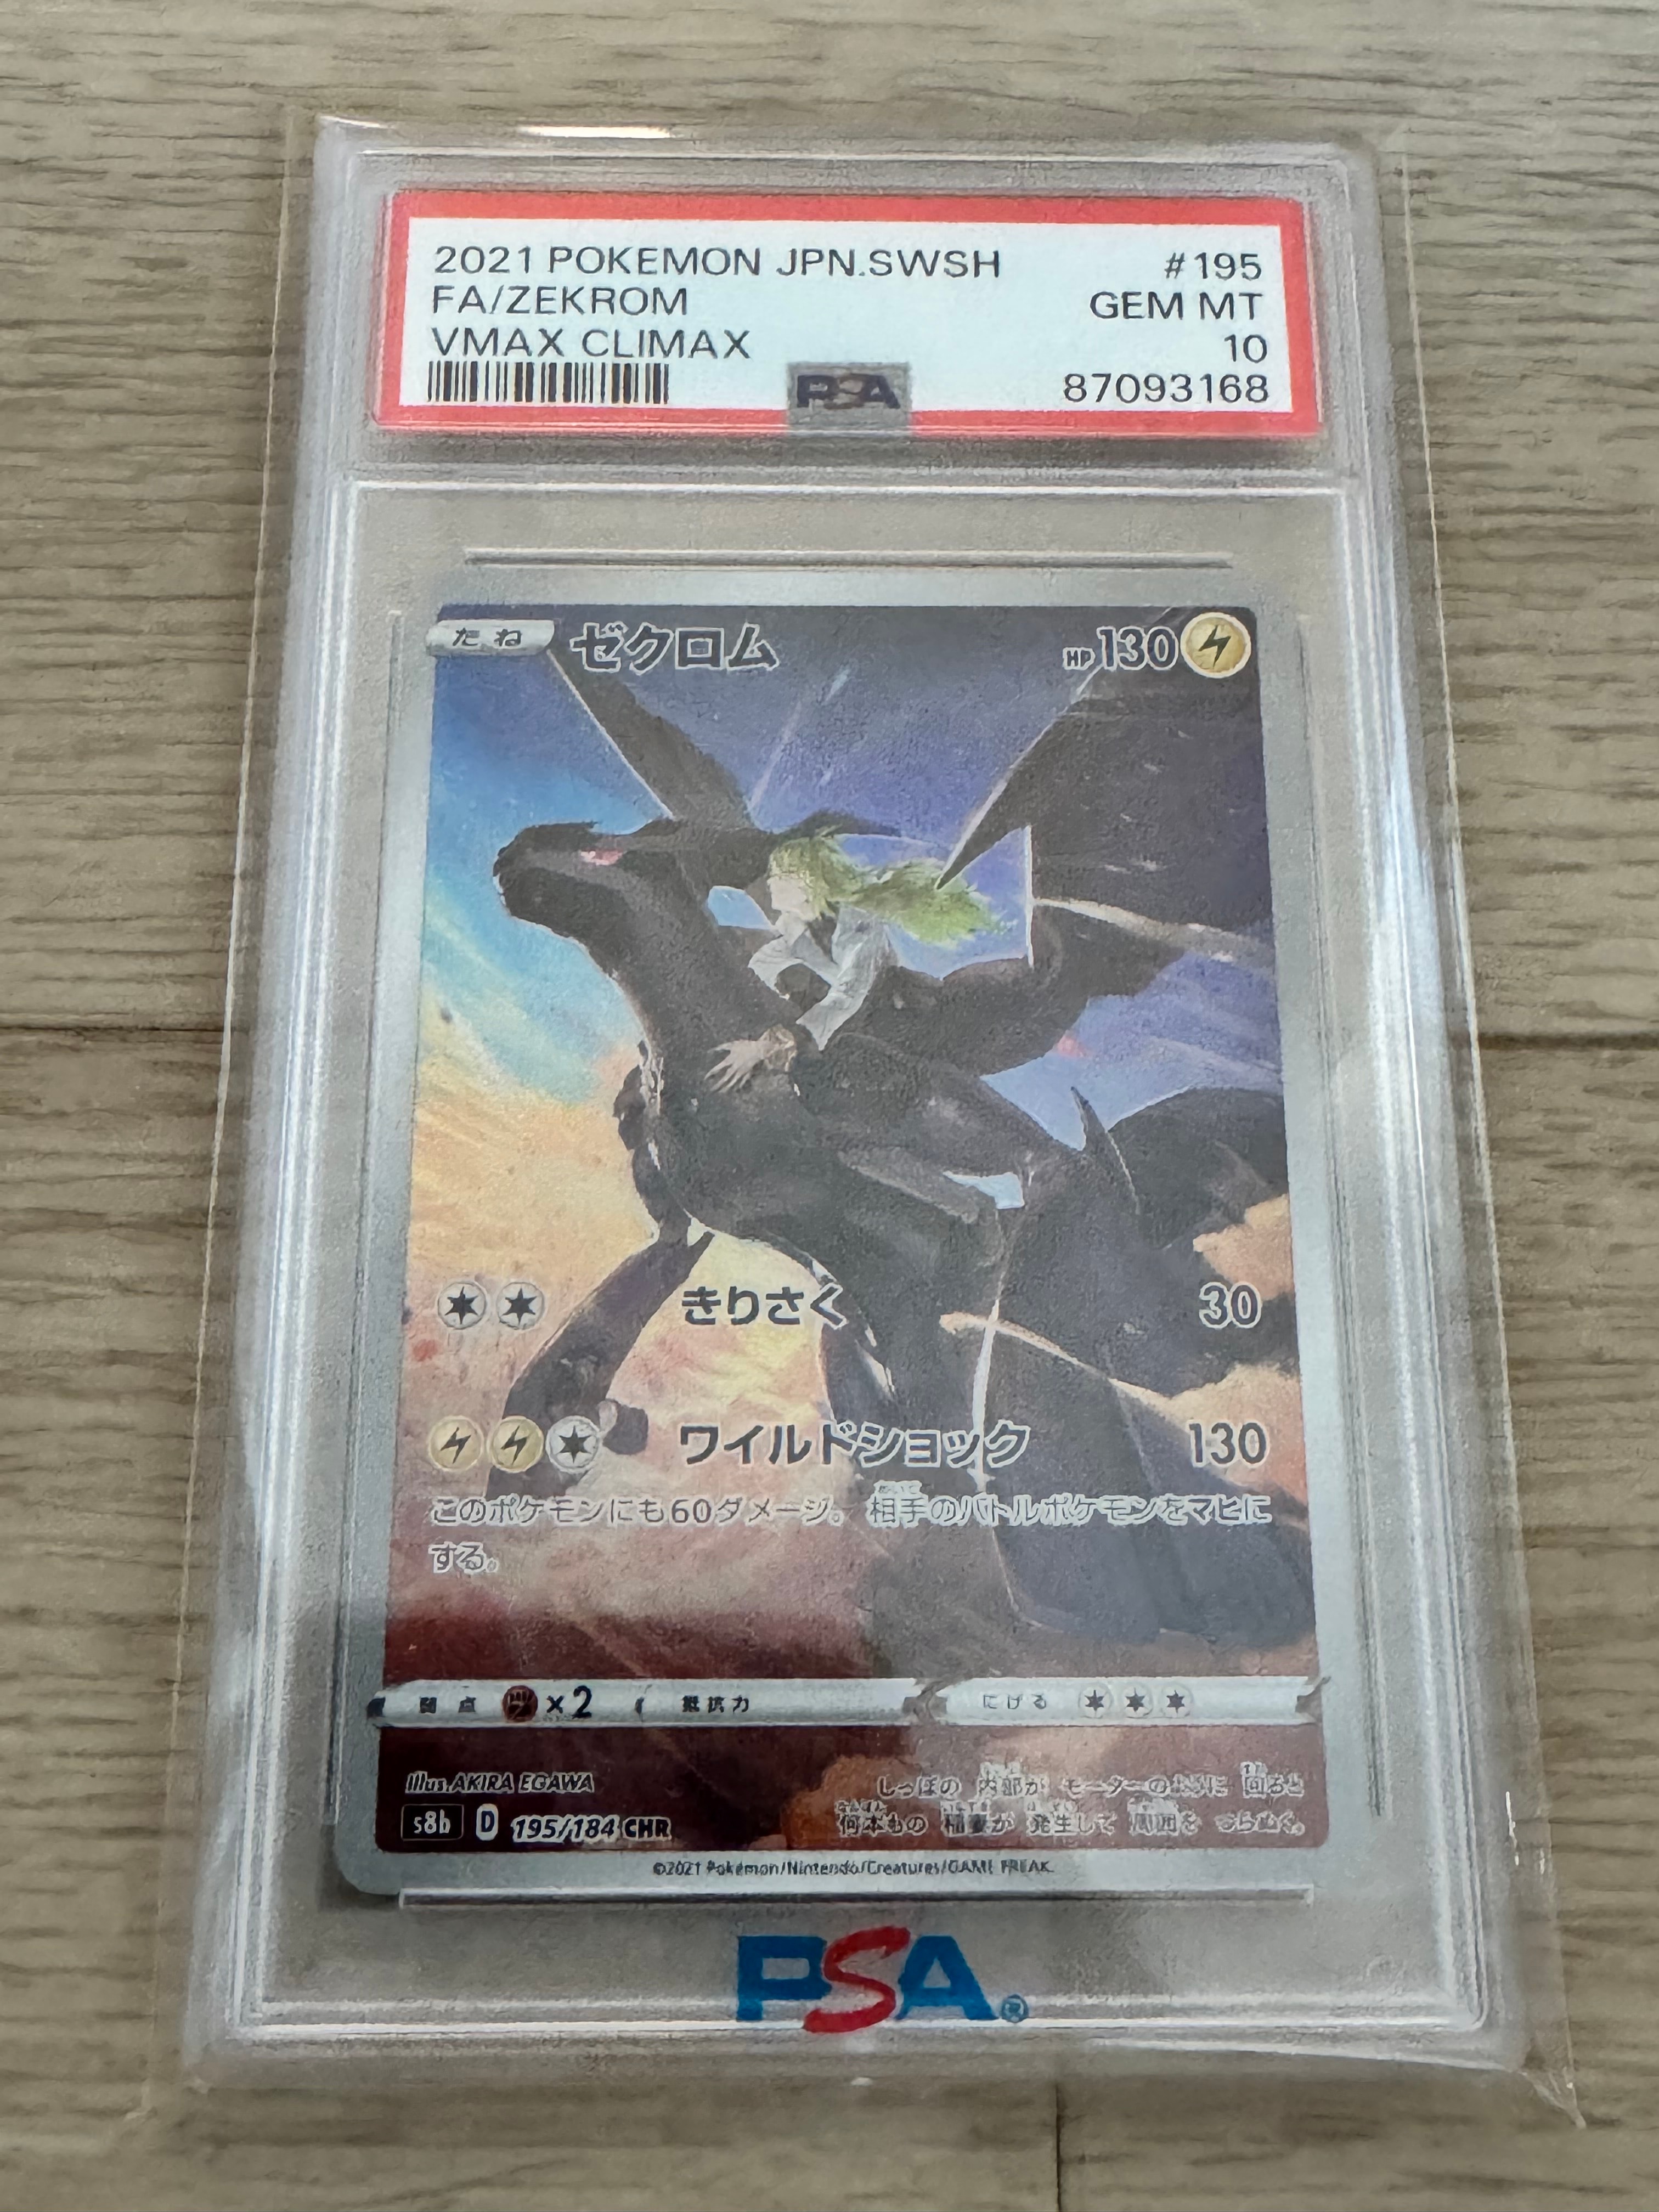 2021 POKEMON JPN.SWSH #195
FA/ZEKROM GEM MT
VMAX CLIMAX 10
PSA 87093168
たね ゼクロム HP 130
きりさく 30
ワイルドショック 130
このポケモンにも60ダメージ。相手のバトルポケモンをマヒに
する。
弱点 ×2 抵抗力 にげる
Illus. AKIRA EGAWA
しっぽの 内部が モーターのように 回ると
s8b D 195/184 CHR
何本もの 稲妻が 発生して 周囲を つらぬく。
©2021 Pokémon/Nintendo/Creatures/GAME FREAK.
PSA®